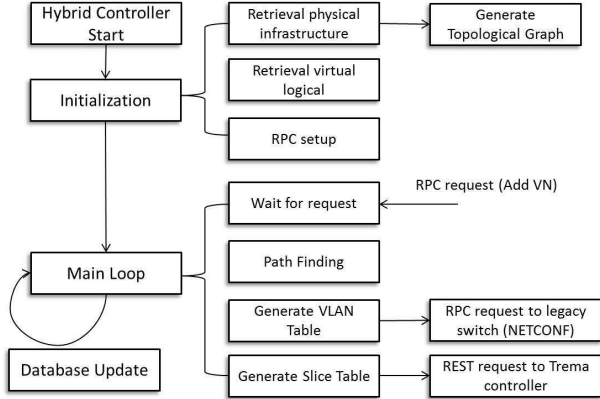 Hybrid Controller
Start
Retrieval physical
infrastructure
Generate
Topological Graph
Initialization
Retrieval virtual
logical
RPC setup
RPC request (Add VN)
Wait for request
Main Loop
Path Finding
Generate VLAN
Table
RPC request to legacy
switch (NETCONF)
Database Update
Generate Slice Table
REST request to Trema
controller